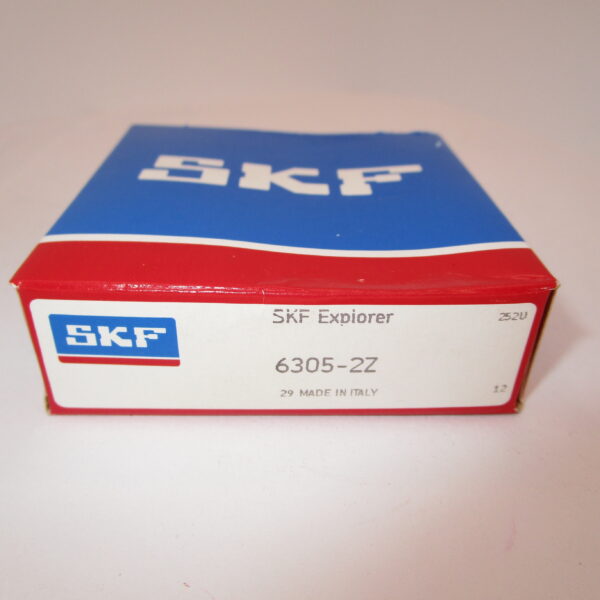 SKF
SKF
SKF Explorer
252U
6305-2Z
29 MADE IN ITALY
12